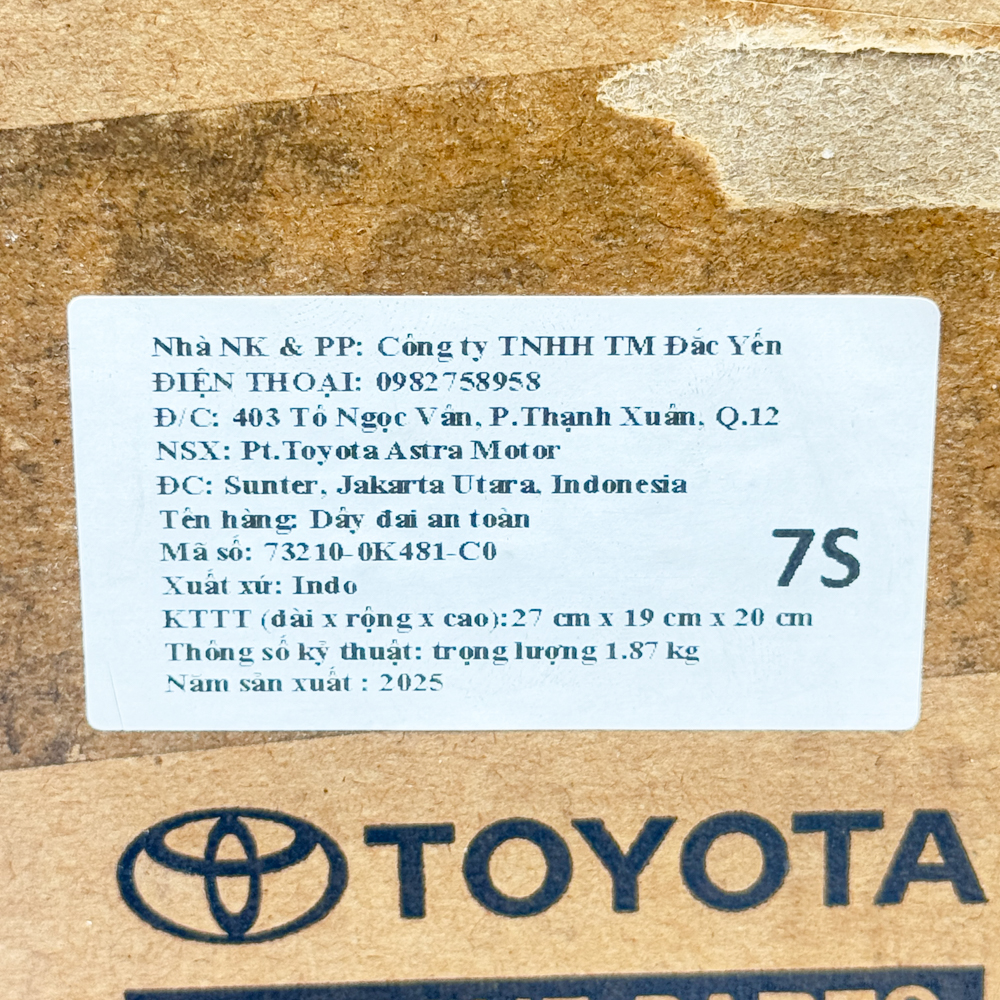 Nhà NK & PP: Công ty TNHH TM Đắc Yến
ĐIỆN THOẠI: 0982758958
Đ/C: 403 Tô Ngọc Vân, P.Thạnh Xuân, Q.12
NSX: Pt.Toyota Astra Motor
ĐC: Sunter, Jakarta Utara, Indonesia
Tên hàng: Dây đai an toàn
Mã số: 73210-0K481-C0
7S
Xuất xứ: Indo
KTTT (dài x rộng x cao):27 cm x 19 cm x 20 cm
Thông số kỹ thuật: trọng lượng 1.87 kg
Năm sản xuất : 2025
TOYOTA